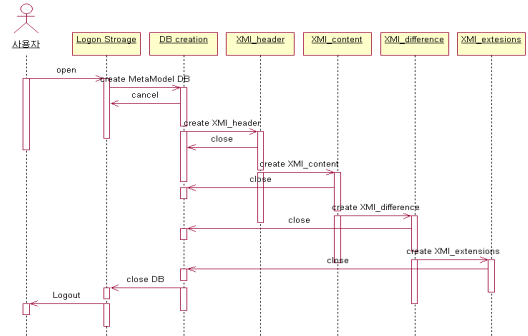 사용자
Logon Stroage
DB creation
XMI_header
XMI_content
XMI_difference
XMI_extesions
open
create MetaModel DB
cancel
create XMI_header
close
create XMI_content
close
create XMI_difference
close
create XMI_extensions
close
close DB
Logout